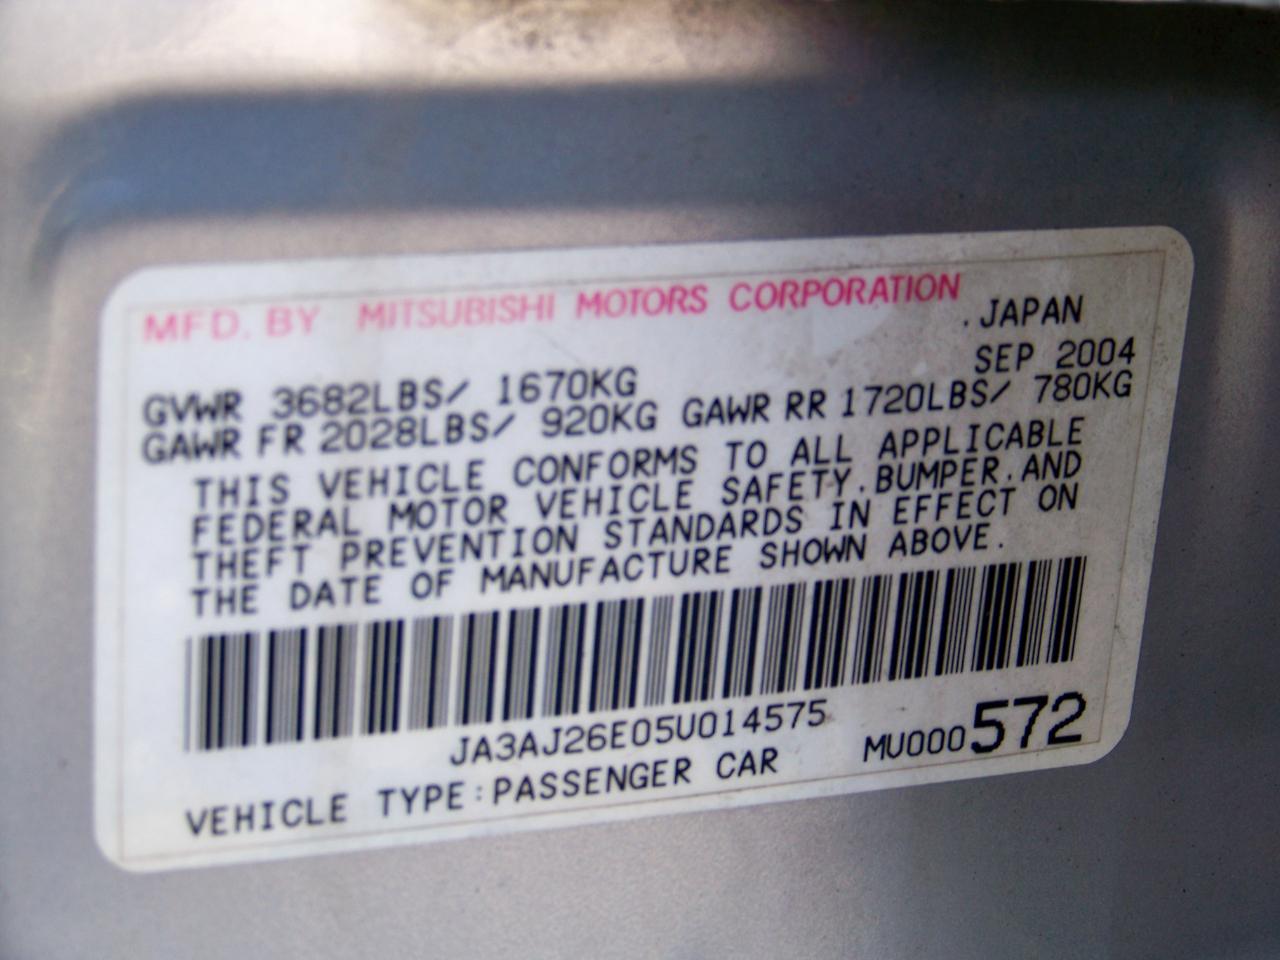 MFD. BY MITSUBISHI MOTORS CORPORATION
.JAPAN
SEP 2004
GVWR 3682LBS/ 1670KG
GAWR FR 2028LBS/ 920KG GAWR RR 1720LBS/ 780KG
THIS VEHICLE CONFORMS TO ALL APPLICABLE
FEDERAL MOTOR VEHICLE SAFETY.BUMPER.AND
THEFT PREVENTION STANDARDS IN EFFECT ON
THE DATE OF MANUFACTURE SHOWN ABOVE.
JA3AJ26E05U014575
VEHICLE TYPE:PASSENGER CAR MU000572